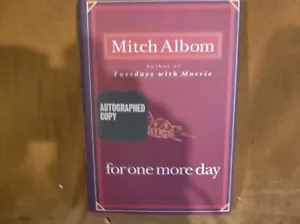 Mitch Albom
Author of
Tuesdays with Morrie
AUTOGRAPHED
COPY
for one more day